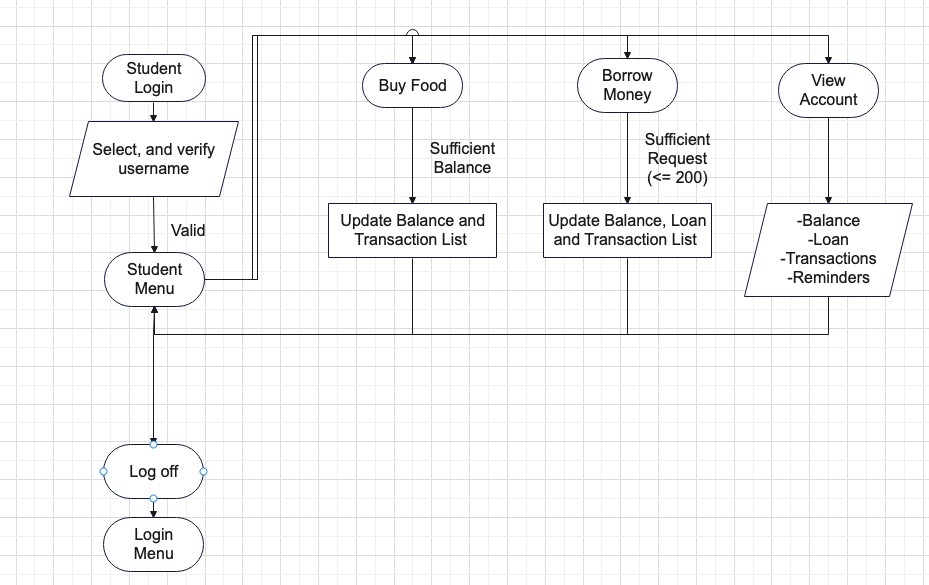 Student
Login
Select, and verify
username
Valid
Student
Menu
Buy Food
Sufficient
Balance
Update Balance and
Transaction List
Borrow
Money
Sufficient
Request
(<= 200)
Update Balance, Loan
and Transaction List
View
Account
-Balance
-Loan
-Transactions
-Reminders
Log off
Login
Menu